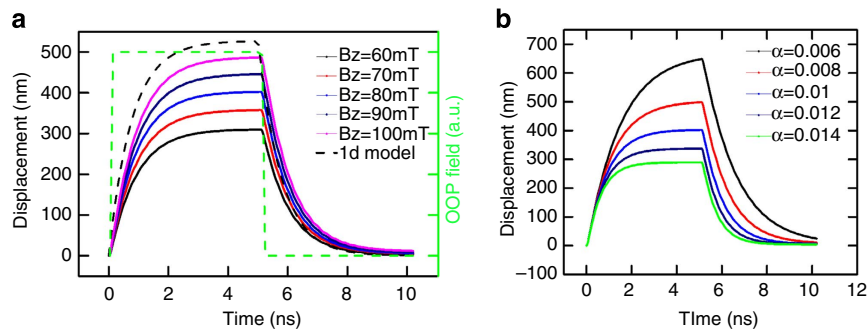 a
500
400
300
200
100
0
Displacement (nm)
0 2 4 6 8 10
Time (ns)
OOP field (a.u.)
Bz=60mT
Bz=70mT
Bz=80mT
Bz=90mT
Bz=100mT
1d model
b
700
600
500
400
300
200
100
0
−100
Displacement (nm)
0 2 4 6 8 10 12
TIme (ns)
α=0.006
α=0.008
α=0.01
α=0.012
α=0.014